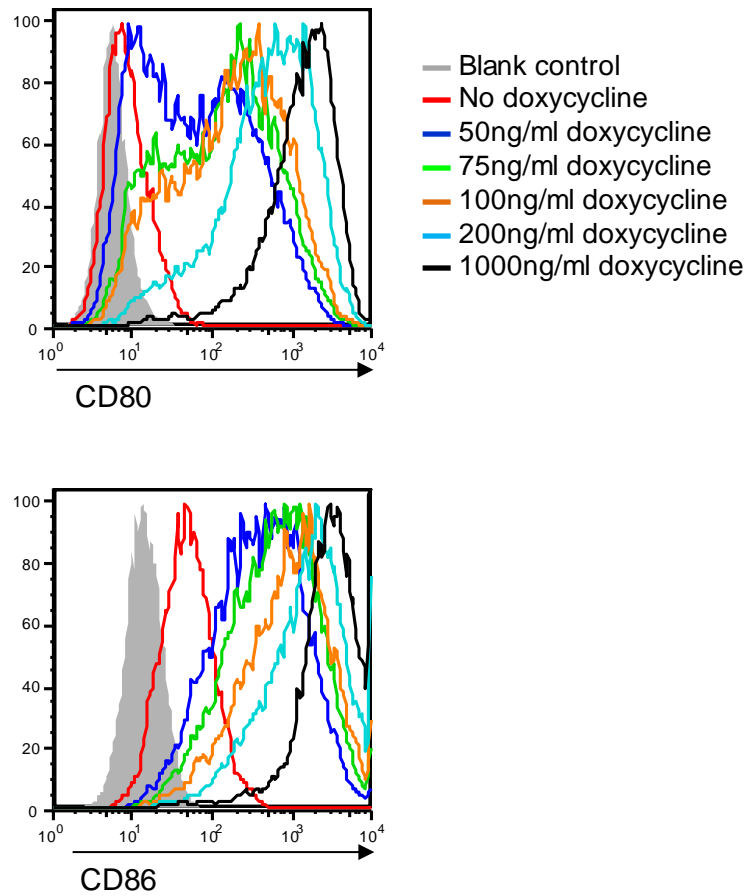 100
80
60
40
20
0
10^0 10^1 10^2 10^3 10^4
CD80
Blank control
No doxycycline
50ng/ml doxycycline
75ng/ml doxycycline
100ng/ml doxycycline
200ng/ml doxycycline
1000ng/ml doxycycline
100
80
60
40
20
0
10^0 10^1 10^2 10^3 10^4
CD86